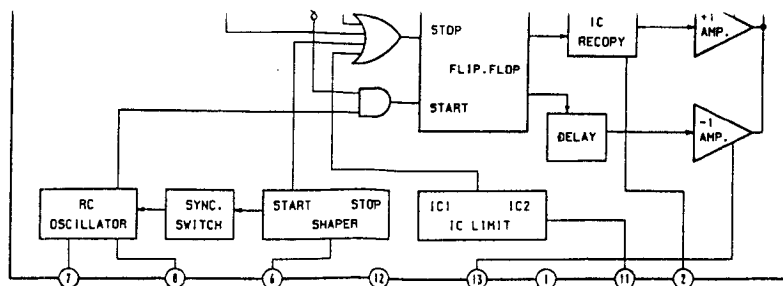 STOP
FLIP.FLOP
START
IC
RECOPY
+1
AMP.
DELAY
-1
AMP.
RC
OSCILLATOR
SYNC.
SWITCH
START STOP
SHAPER
IC1 IC2
IC LIMIT
7 8 6 12 13 1 11 2